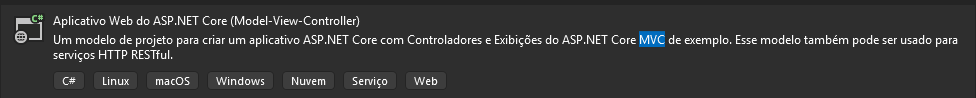 C#
Aplicativo Web do ASP.NET Core (Model-View-Controller)
Um modelo de projeto para criar um aplicativo ASP.NET Core com Controladores e Exibições do ASP.NET Core MVC de exemplo. Esse modelo também pode ser usado para
serviços HTTP RESTful.
C# Linux macOS Windows Nuvem Serviço Web